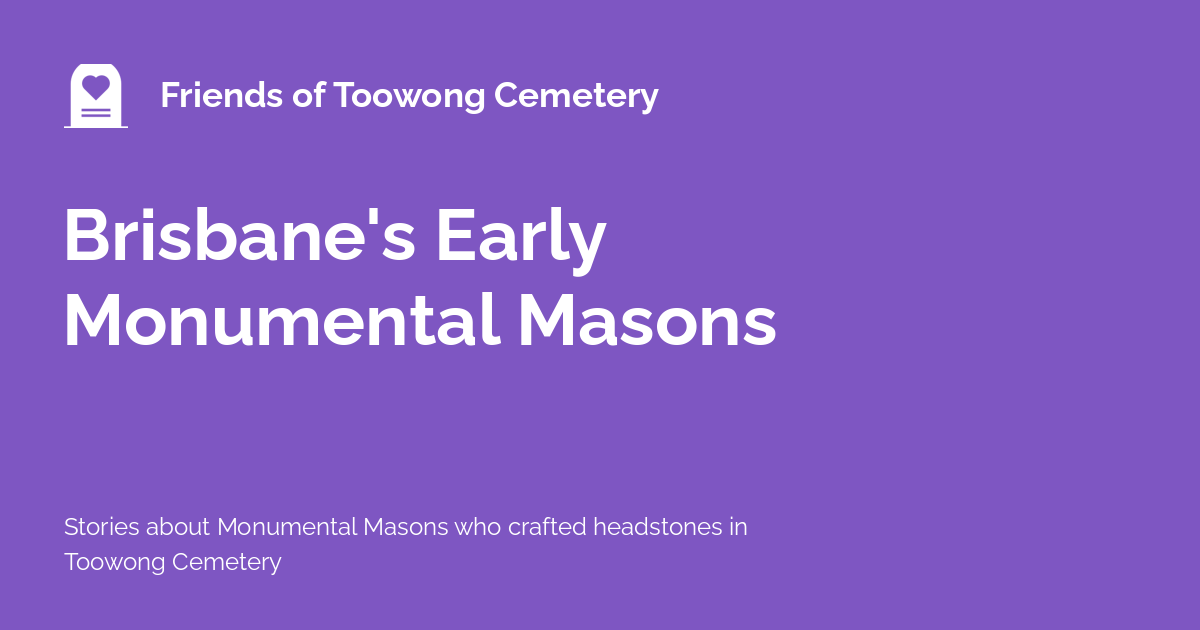 Friends of Toowong Cemetery
Brisbane's Early
Monumental Masons
Stories about Monumental Masons who crafted headstones in
Toowong Cemetery